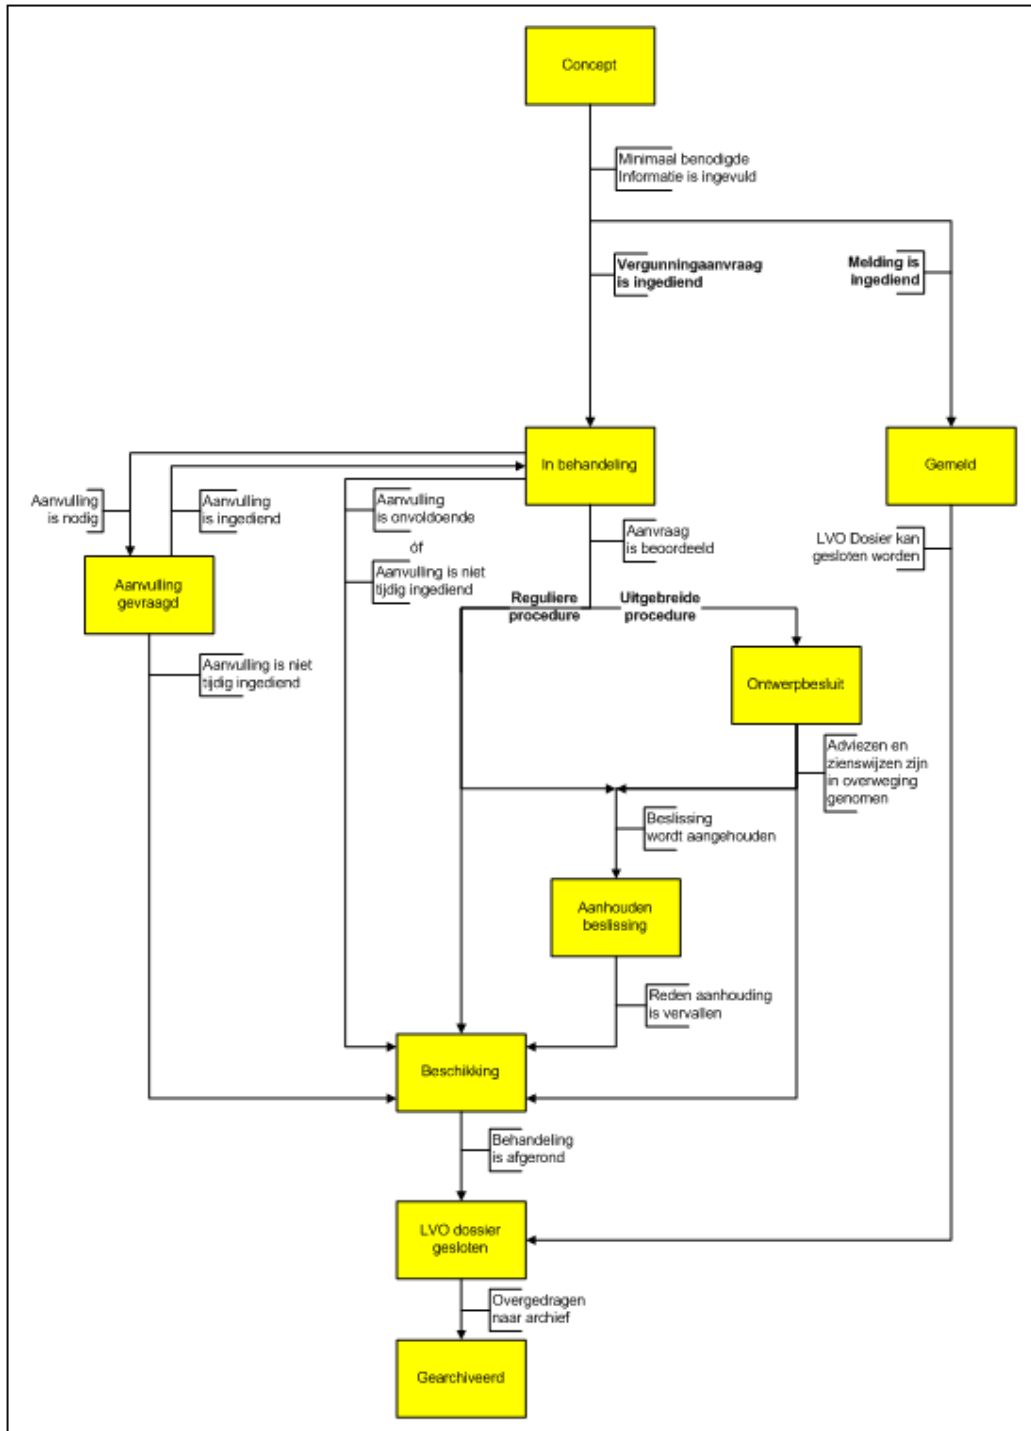 Concept
Minimaal benodigde
Informatie is ingevuld
Vergunningaanvraag
is ingediend
Melding is
ingediend
In behandeling
Gemeld
Aanvulling
is nodig
Aanvulling
is ingediend
Aanvulling
is onvoldoende
óf
Aanvulling is niet
tijdig ingediend
Aanvraag
is beoordeeld
LVO Dosier kan
gesloten worden
Aanvulling
gevraagd
Reguliere
procedure
Uitgebreide
procedure
Aanvulling is niet
tijdig ingediend
Ontwerpbesluit
Adviezen en
zienswijzen zijn
in overweging
genomen
Beslissing
wordt aangehouden
Aanhouden
beslissing
Reden aanhouding
is vervallen
Beschikking
Behandeling
is afgerond
LVO dossier
gesloten
Overgedragen
naar archief
Gearchiveerd